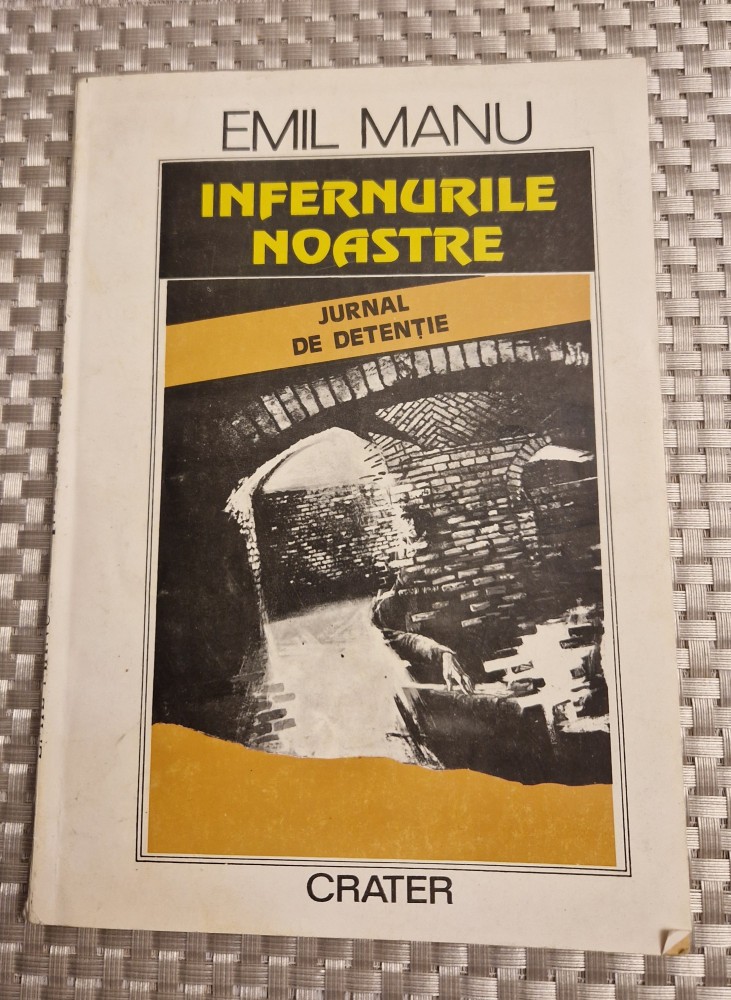 EMIL MANU
INFERNURILE
NOASTRE
JURNAL
DE DETENȚIE
CRATER